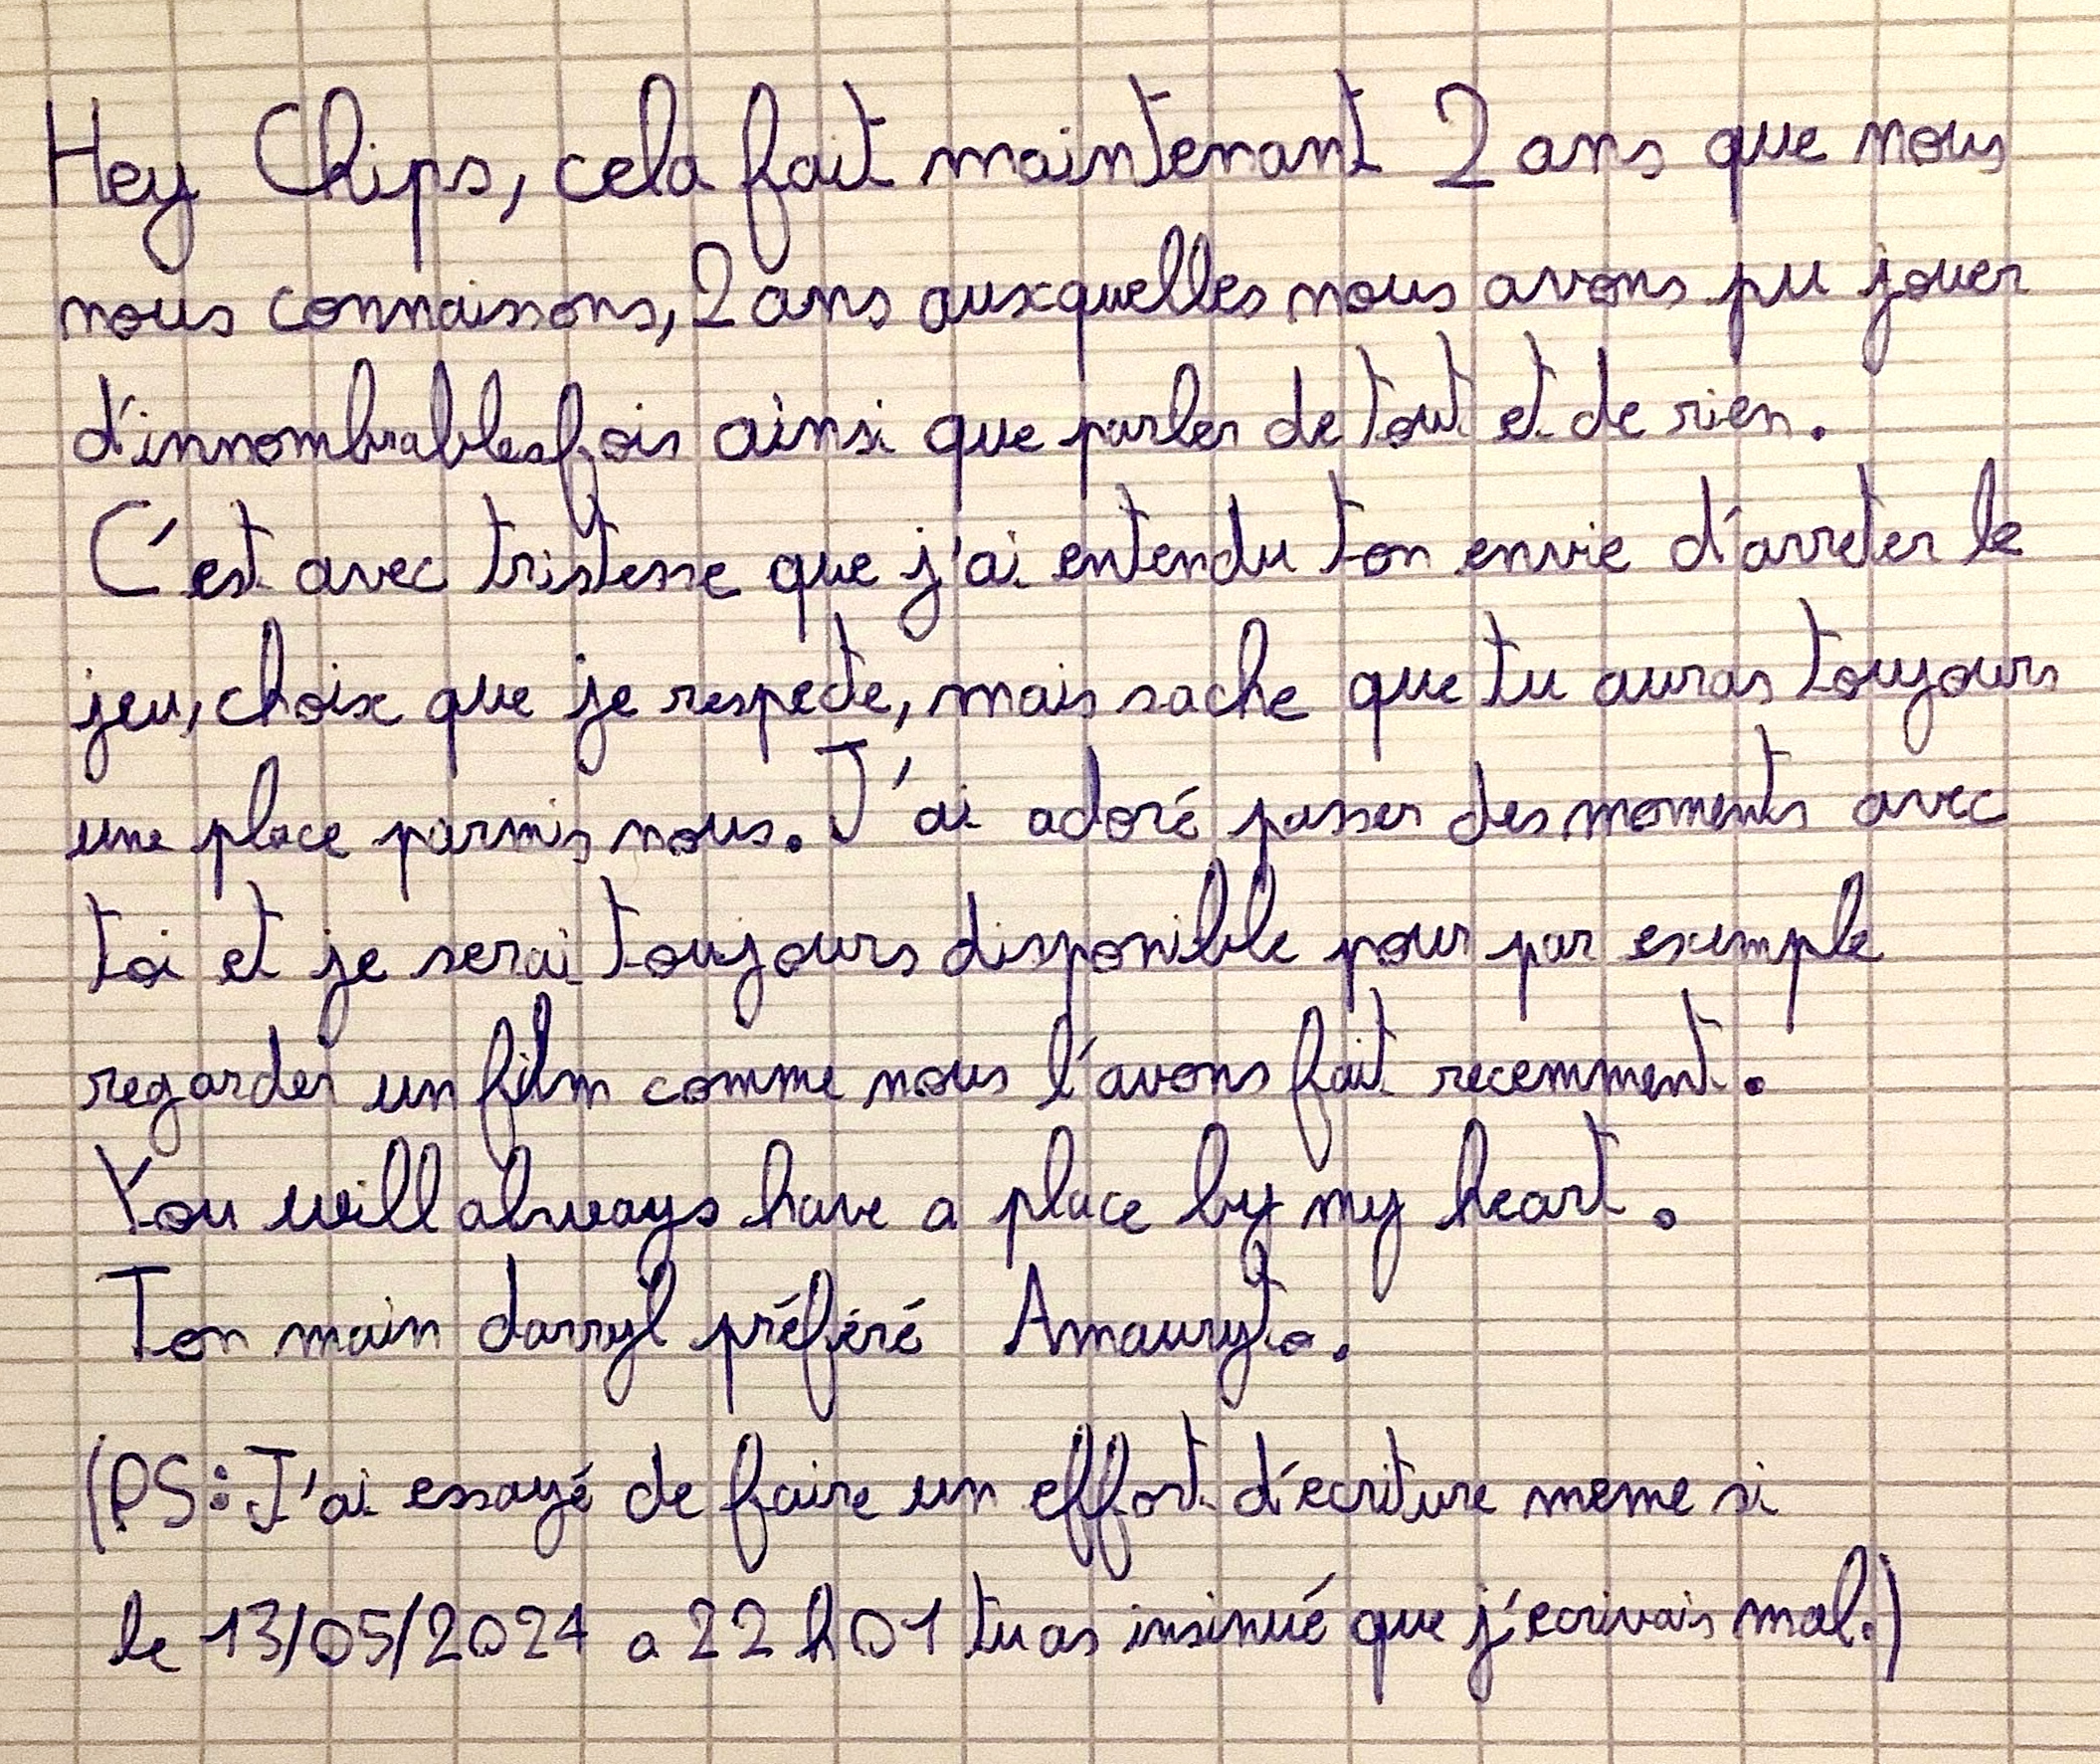 Hey Chips, cela fait maintenant 2 ans que nous
nous connaissons, 2 ans auxquelles nous avons pu jouer
d'innombrables fois ainsi que parler de tout et de rien.
C'est avec tristesse que j'ai entendu ton envie d'arreter le
jeu, choix que je respecte, mais sache que tu auras toujours
une place parmis nous. J'ai adoré passer des moments avec
toi et je serai toujours disponible pour par exemple
regarder un film comme nous l'avons fait recemment.
You will always have a place by my heart.
Ton main darryl préféré Amauryto.
(PS: J'ai essayé de faire un effort d'écriture meme si
le 13/05/2024 a 22h01 tu as insinué que j'écrivais mal.)